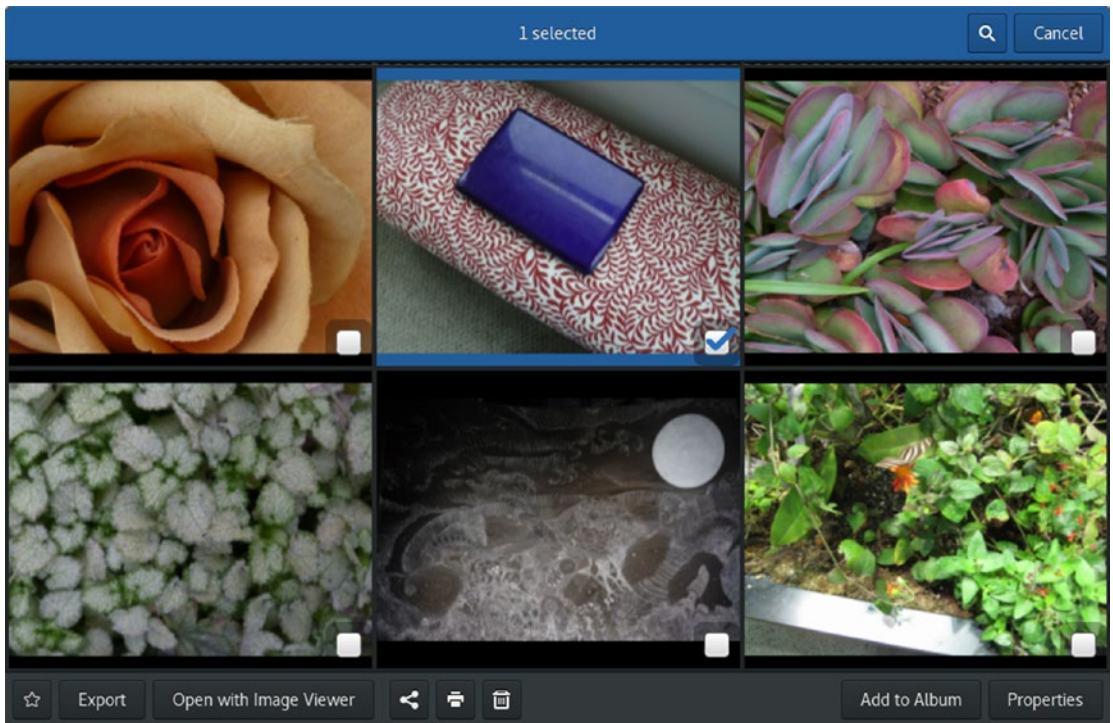 1 selected
Cancel
Export
Open with Image Viewer
Add to Album
Properties